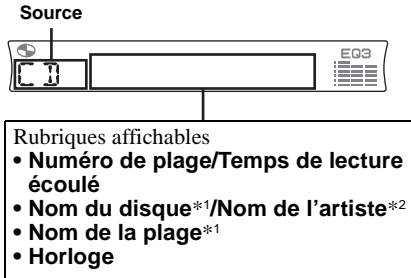 Source
CD
EQ3
Rubriques affichables
• Numéro de plage/Temps de lecture
écoulé
• Nom du disque*1/Nom de l'artiste*2
• Nom de la plage*1
• Horloge